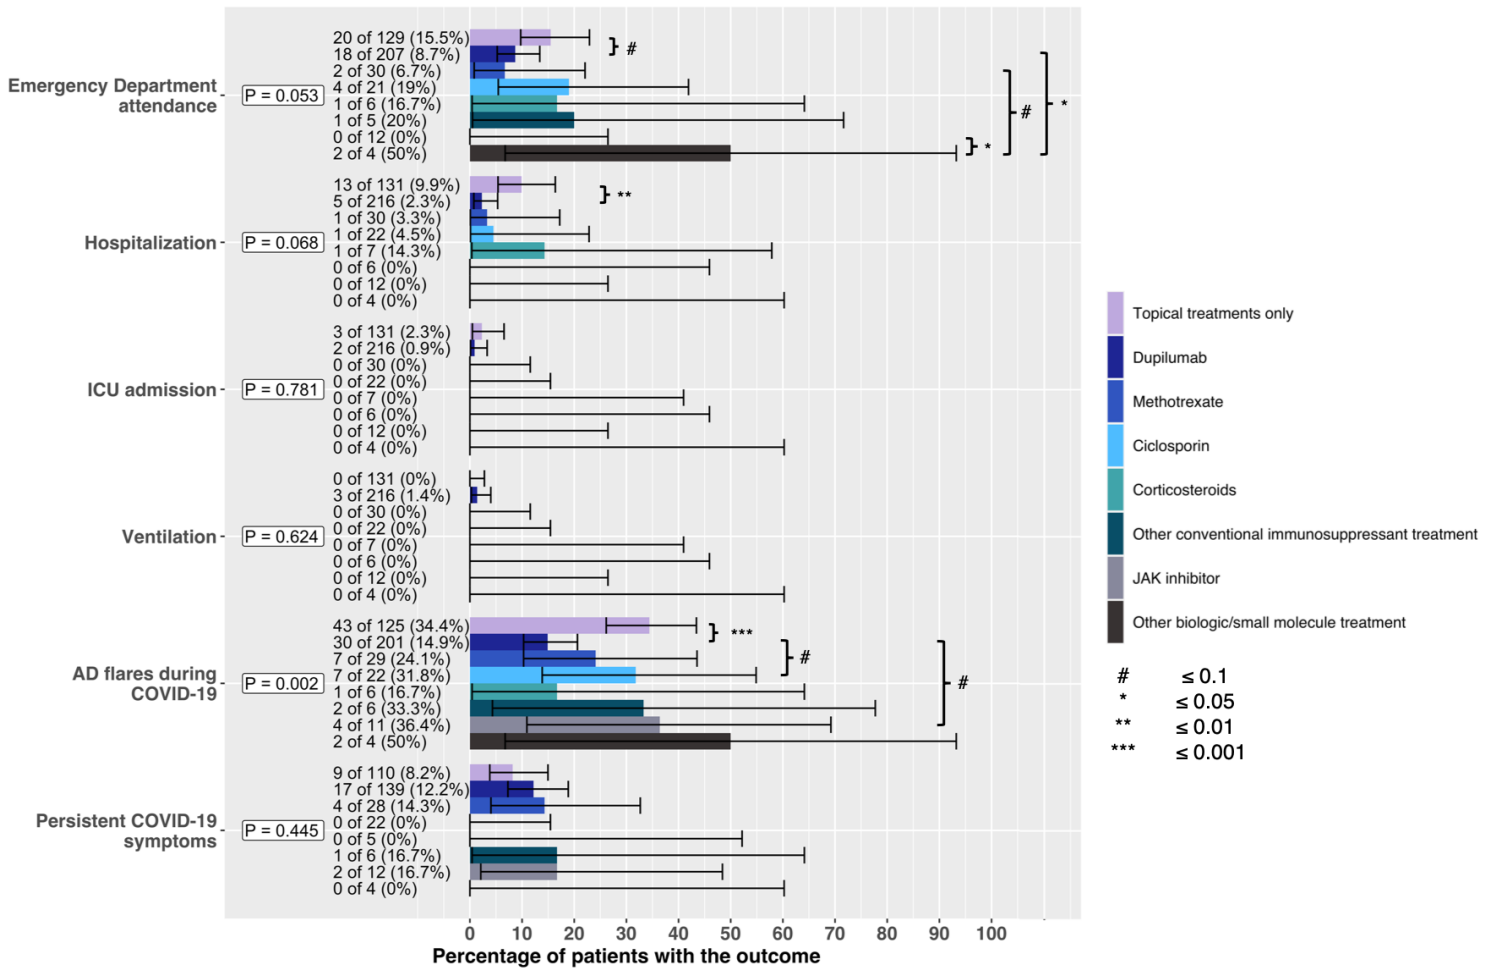 Emergency Department
attendance
P = 0.053
20 of 129 (15.5%)
18 of 207 (8.7%)
2 of 30 (6.7%)
4 of 21 (19%)
1 of 6 (16.7%)
1 of 5 (20%)
0 of 12 (0%)
2 of 4 (50%)
#
*
#
*
Hospitalization
P = 0.068
13 of 131 (9.9%)
5 of 216 (2.3%)
1 of 30 (3.3%)
1 of 22 (4.5%)
1 of 7 (14.3%)
0 of 6 (0%)
0 of 12 (0%)
0 of 4 (0%)
**
ICU admission
P = 0.781
3 of 131 (2.3%)
2 of 216 (0.9%)
0 of 30 (0%)
0 of 22 (0%)
0 of 7 (0%)
0 of 6 (0%)
0 of 12 (0%)
0 of 4 (0%)
Ventilation
P = 0.624
0 of 131 (0%)
3 of 216 (1.4%)
0 of 30 (0%)
0 of 22 (0%)
0 of 7 (0%)
0 of 6 (0%)
0 of 12 (0%)
0 of 4 (0%)
AD flares during
COVID-19
P = 0.002
43 of 125 (34.4%)
30 of 201 (14.9%)
7 of 29 (24.1%)
7 of 22 (31.8%)
1 of 6 (16.7%)
2 of 6 (33.3%)
4 of 11 (36.4%)
2 of 4 (50%)
***
#
#
Persistent COVID-19
symptoms
P = 0.445
9 of 110 (8.2%)
17 of 139 (12.2%)
4 of 28 (14.3%)
0 of 22 (0%)
0 of 5 (0%)
1 of 6 (16.7%)
2 of 12 (16.7%)
0 of 4 (0%)
0 10 20 30 40 50 60 70 80 90 100
Percentage of patients with the outcome
Topical treatments only
Dupilumab
Methotrexate
Ciclosporin
Corticosteroids
Other conventional immunosuppressant treatment
JAK inhibitor
Other biologic/small molecule treatment
# ≤ 0.1
* ≤ 0.05
** ≤ 0.01
*** ≤ 0.001